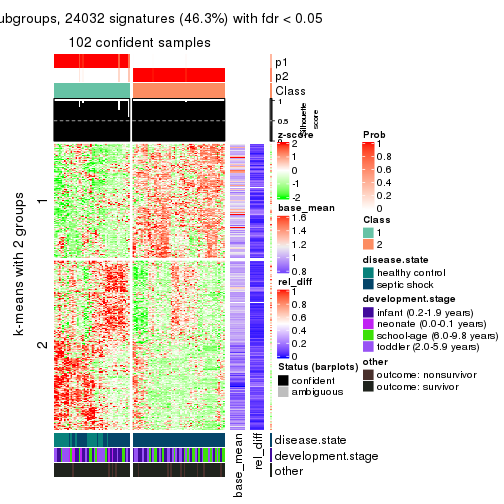 ubgroups, 24032 signatures (46.3%) with fdr < 0.05
102 confident samples
p1
p2
Class
1
0.5
0
Silhouette
score
k-means with 2 groups
1
2
z-score
2
1
0
-1
-2
base_mean
1.6
1.4
1.2
1
0.8
rel_diff
1
0.8
0.6
0.4
0.2
0
Status (barplots)
confident
ambiguous
Prob
1
0.8
0.6
0.4
0.2
0
Class
1
2
disease.state
healthy control
septic shock
development.stage
infant (0.2-1.9 years)
neonate (0.0-0.1 years)
school-age (6.0-9.8 years)
toddler (2.0-5.9 years)
other
outcome: nonsurvivor
outcome: survivor
disease.state
development.stage
other
base_mean
rel_diff